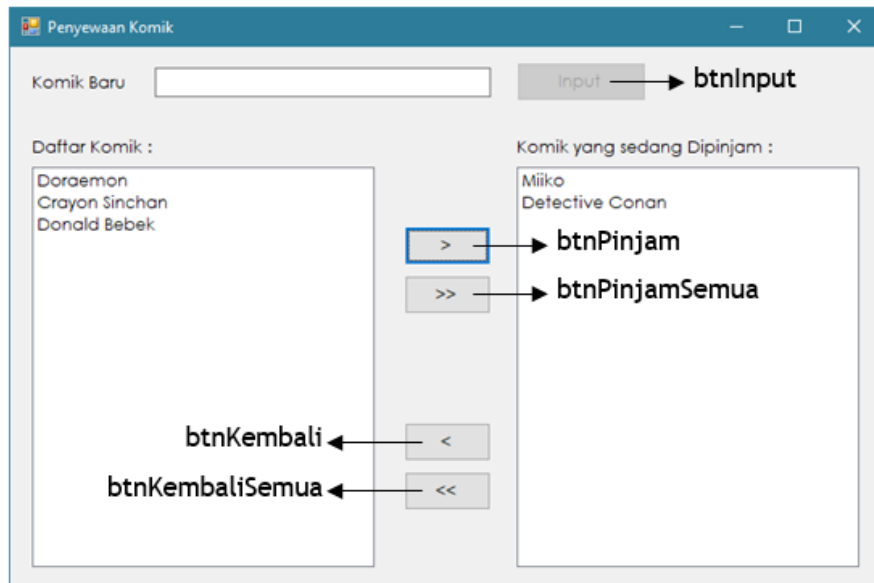 Penyewaan Komik
Komik Baru
Input
btnInput
Daftar Komik :
Komik yang sedang Dipinjam :
Doraemon
Crayon Sinchan
Donald Bebek
Miiko
Detective Conan
>
btnPinjam
>>
btnPinjamSemua
btnKembali
<
btnKembaliSemua
<<